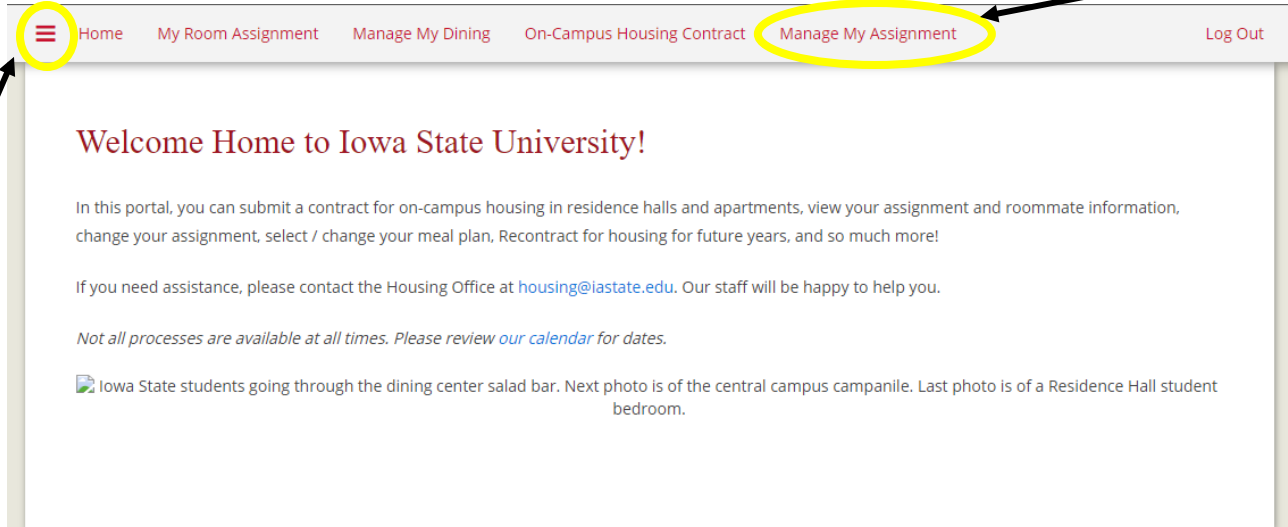 Home My Room Assignment Manage My Dining On-Campus Housing Contract Manage My Assignment Log Out
Welcome Home to Iowa State University!
In this portal, you can submit a contract for on-campus housing in residence halls and apartments, view your assignment and roommate information,
change your assignment, select / change your meal plan, Recontract for housing for future years, and so much more!
If you need assistance, please contact the Housing Office at housing@iastate.edu. Our staff will be happy to help you.
Not all processes are available at all times. Please review our calendar for dates.
Iowa State students going through the dining center salad bar. Next photo is of the central campus campanile. Last photo is of a Residence Hall student
bedroom.